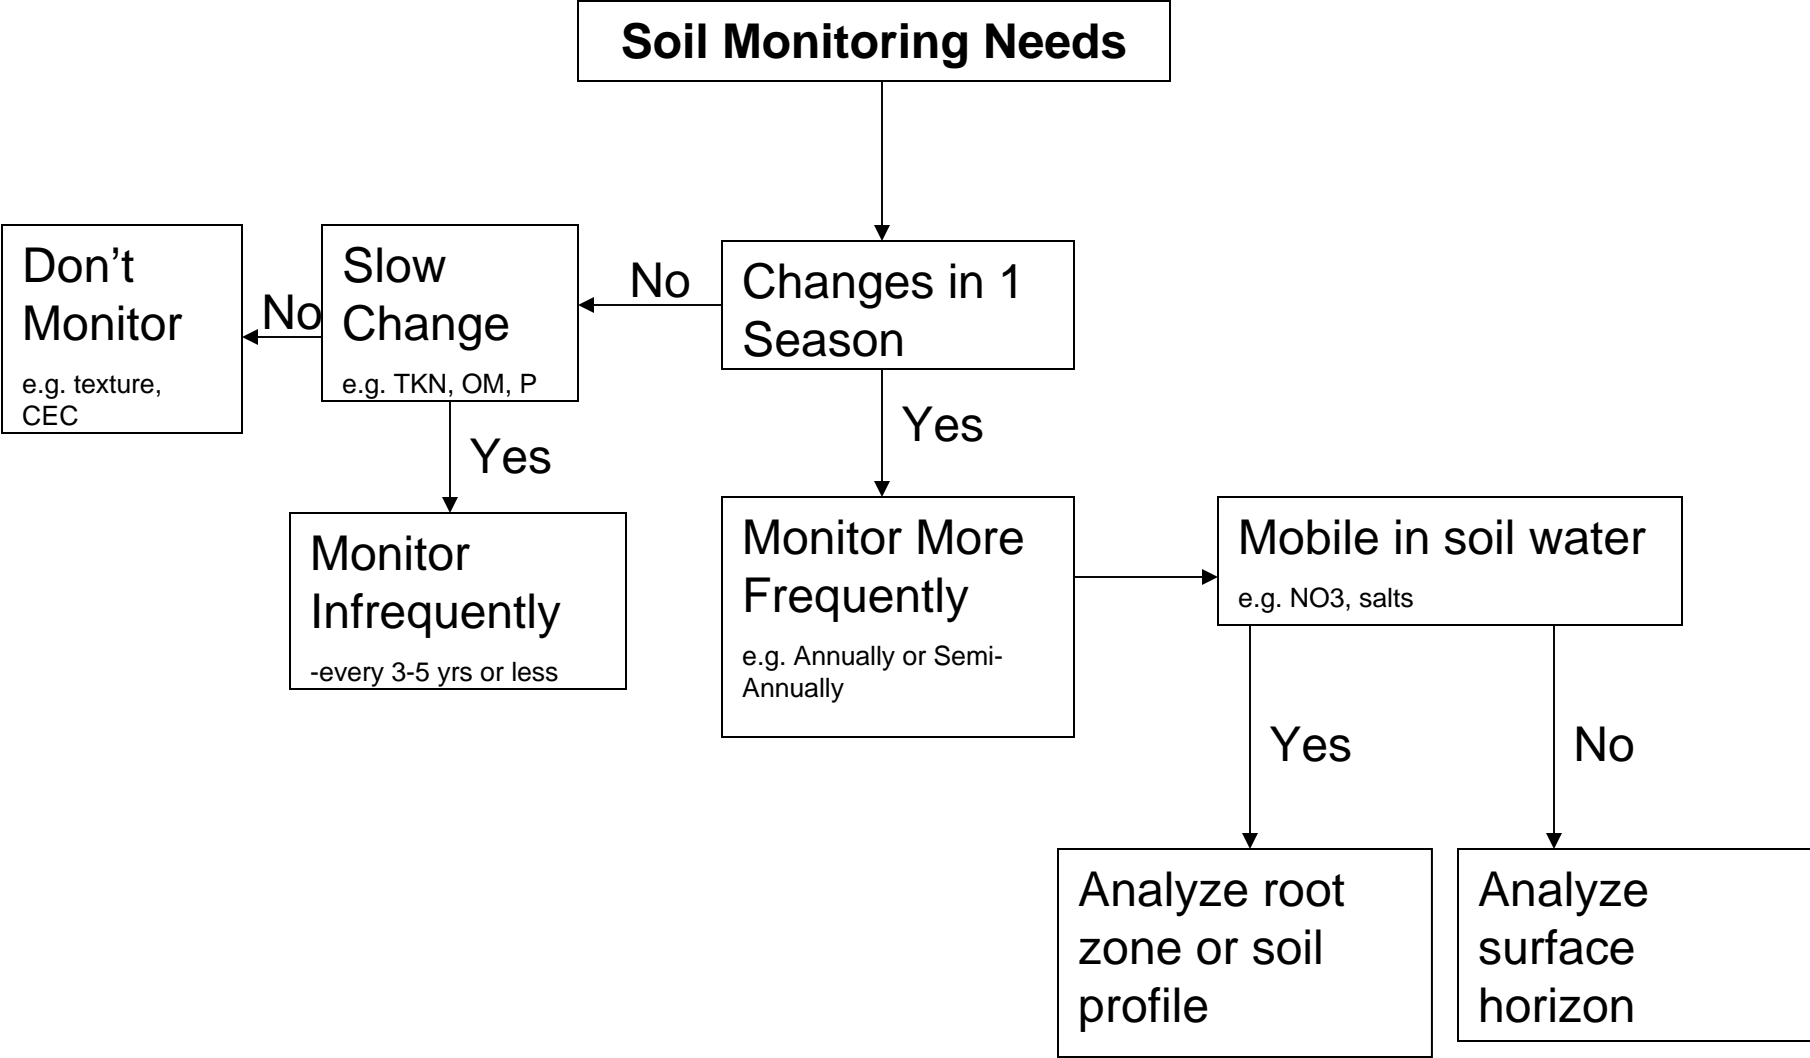 Soil Monitoring Needs
Don’t
Monitor
e.g. texture,
CEC
No
Slow
Change
e.g. TKN, OM, P
No
Changes in 1
Season
Yes
Yes
Monitor
Infrequently
-every 3-5 yrs or less
Monitor More
Frequently
e.g. Annually or Semi-
Annually
Mobile in soil water
e.g. NO3, salts
Yes
No
Analyze root
zone or soil
profile
Analyze
surface
horizon